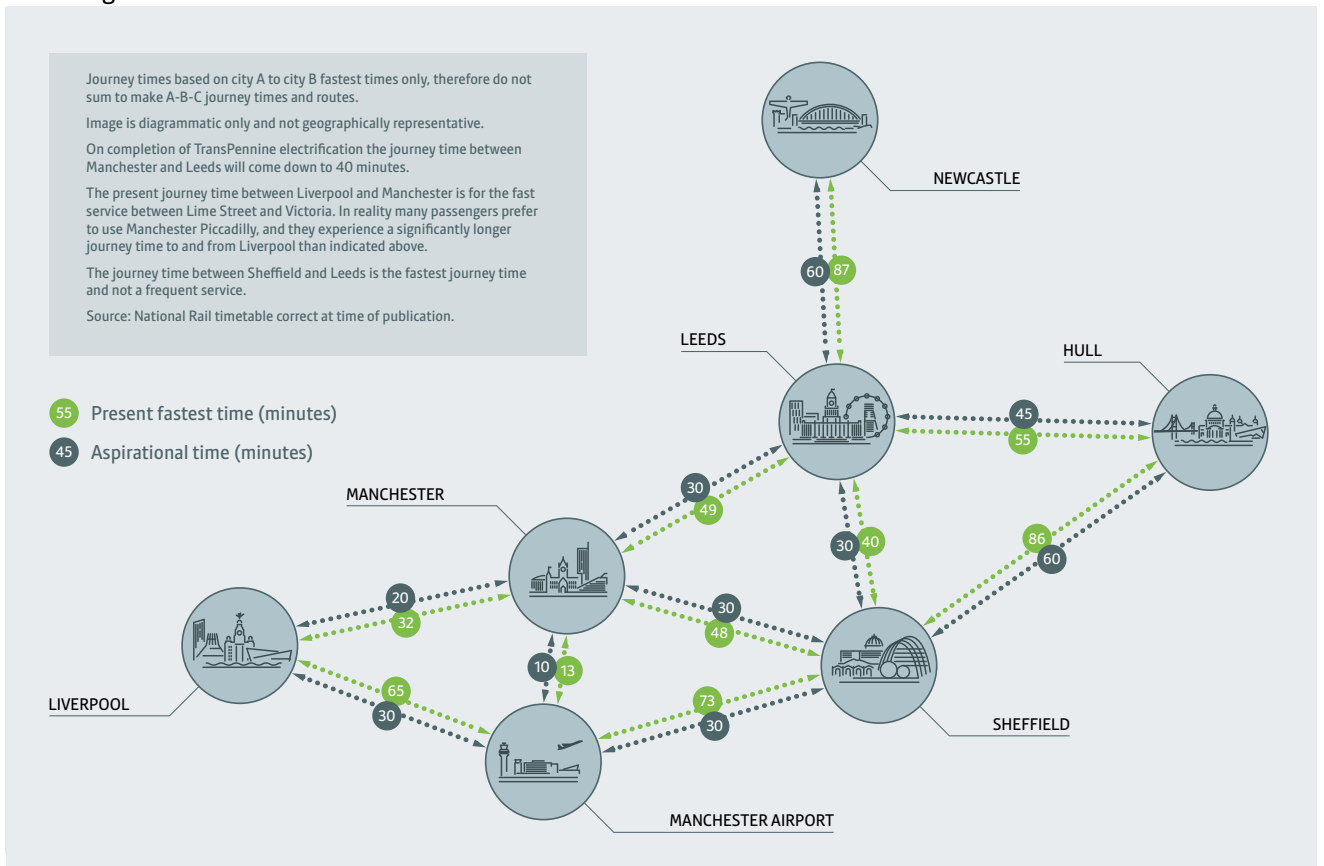 Journey times based on city A to city B fastest times only, therefore do not
sum to make A-B-C journey times and routes.
Image is diagrammatic only and not geographically representative.
On completion of TransPennine electrification the journey time between
Manchester and Leeds will come down to 40 minutes.
The present journey time between Liverpool and Manchester is for the fast
service between Lime Street and Victoria. In reality many passengers prefer
to use Manchester Piccadilly, and they experience a significantly longer
journey time to and from Liverpool than indicated above.
The journey time between Sheffield and Leeds is the fastest journey time
and not a frequent service.
Source: National Rail timetable correct at time of publication.
55 Present fastest time (minutes)
45 Aspirational time (minutes)
NEWCASTLE
60 87
LEEDS
HULL
45
55
30
49
MANCHESTER
30 40
86
60
20
32
30
48
10 13
65
30
73
30
LIVERPOOL
SHEFFIELD
MANCHESTER AIRPORT